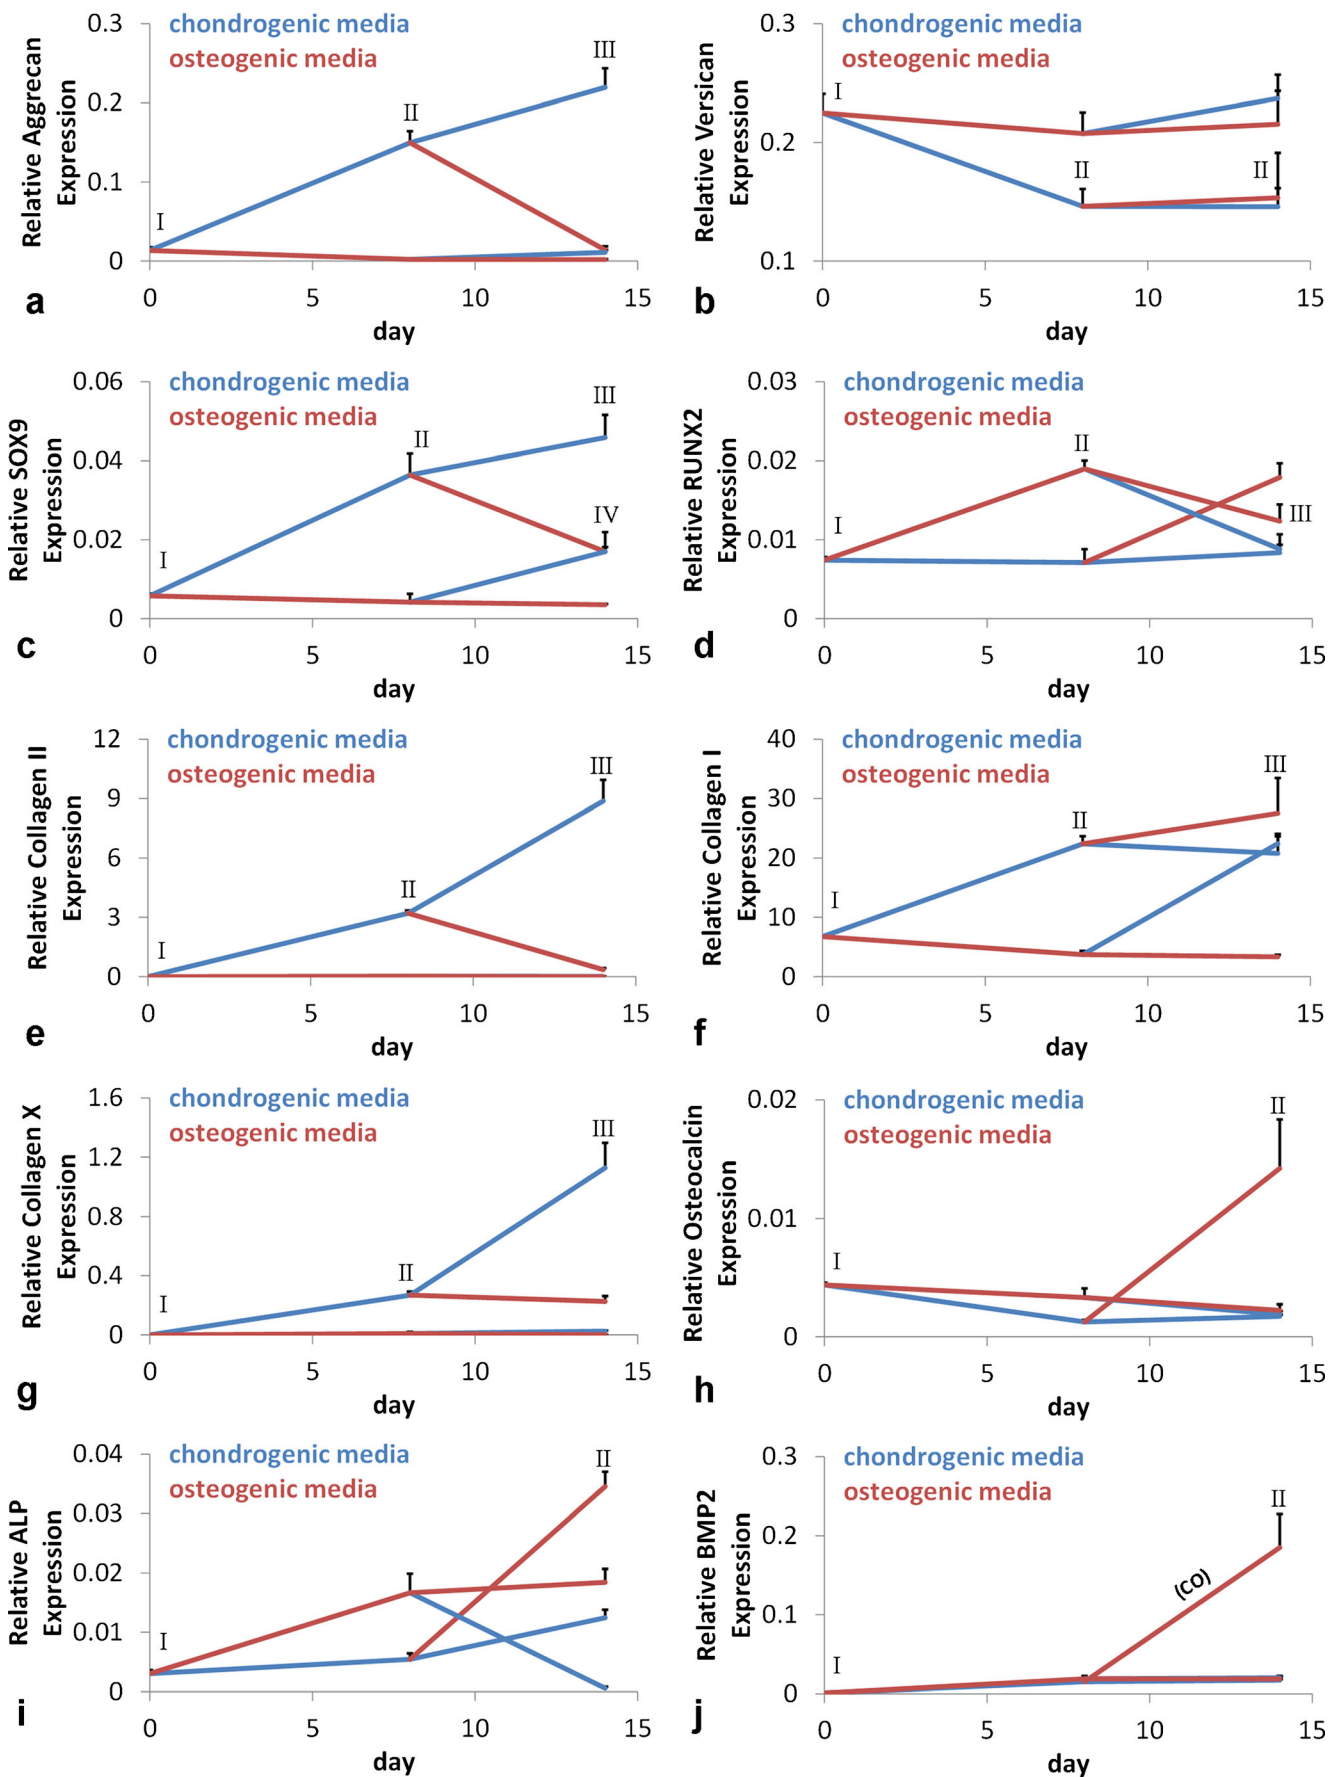 0.3
0.2
0.1
0
Relative Aggrecan
Expression
chondrogenic media
osteogenic media
I
II
III
0
5
10
15
day
a
0.3
0.2
0.1
Relative Versican
Expression
chondrogenic media
osteogenic media
I
II
II
0
5
10
15
day
b
0.06
0.04
0.02
0
Relative SOX9
Expression
chondrogenic media
osteogenic media
I
II
III
IV
0
5
10
15
day
c
0.03
0.02
0.01
0
Relative RUNX2
Expression
chondrogenic media
osteogenic media
I
II
III
0
5
10
15
day
d
12
9
6
3
0
Relative Collagen II
Expression
chondrogenic media
osteogenic media
I
II
III
0
5
10
15
day
e
40
30
20
10
0
Relative Collagen I
Expression
chondrogenic media
osteogenic media
I
II
III
0
5
10
15
day
f
1.6
1.2
0.8
0.4
0
Relative Collagen X
Expression
chondrogenic media
osteogenic media
I
II
III
0
5
10
15
day
g
0.02
0.01
0
Relative Osteocalcin
Expression
chondrogenic media
osteogenic media
I
II
0
5
10
15
day
h
0.04
0.03
0.02
0.01
0
Relative ALP
Expression
chondrogenic media
osteogenic media
I
II
0
5
10
15
day
i
0.3
0.2
0.1
0
Relative BMP2
Expression
chondrogenic media
osteogenic media
I
II
(CO)
0
5
10
15
day
j